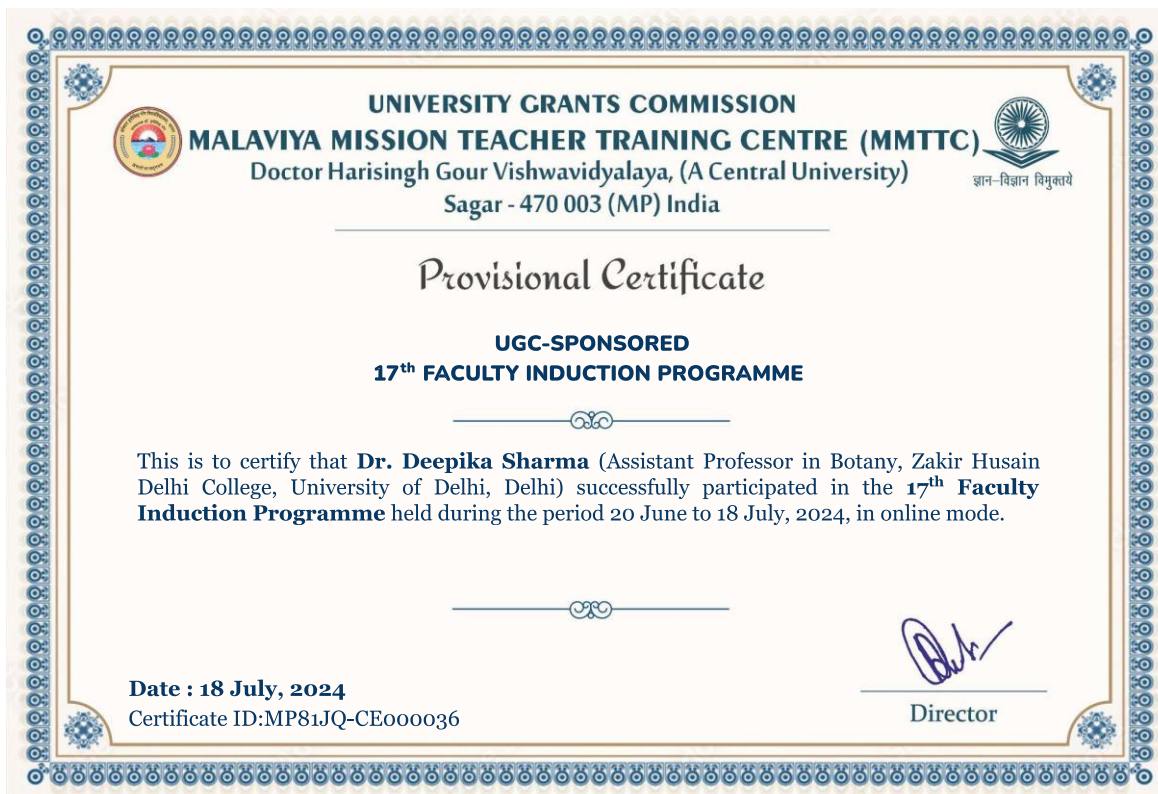 UNIVERSITY GRANTS COMMISSION
MALAVIYA MISSION TEACHER TRAINING CENTRE (MMTTC)
Doctor Harisingh Gour Vishwavidyalaya, (A Central University)
Sagar - 470 003 (MP) India
ज्ञान-विज्ञान विमुक्तये
Provisional Certificate
UGC-SPONSORED
17th FACULTY INDUCTION PROGRAMME
This is to certify that Dr. Deepika Sharma (Assistant Professor in Botany, Zakir Husain
Delhi College, University of Delhi, Delhi) successfully participated in the 17th Faculty
Induction Programme held during the period 20 June to 18 July, 2024, in online mode.
Date : 18 July, 2024
Certificate ID:MP81JQ-CE000036
Director